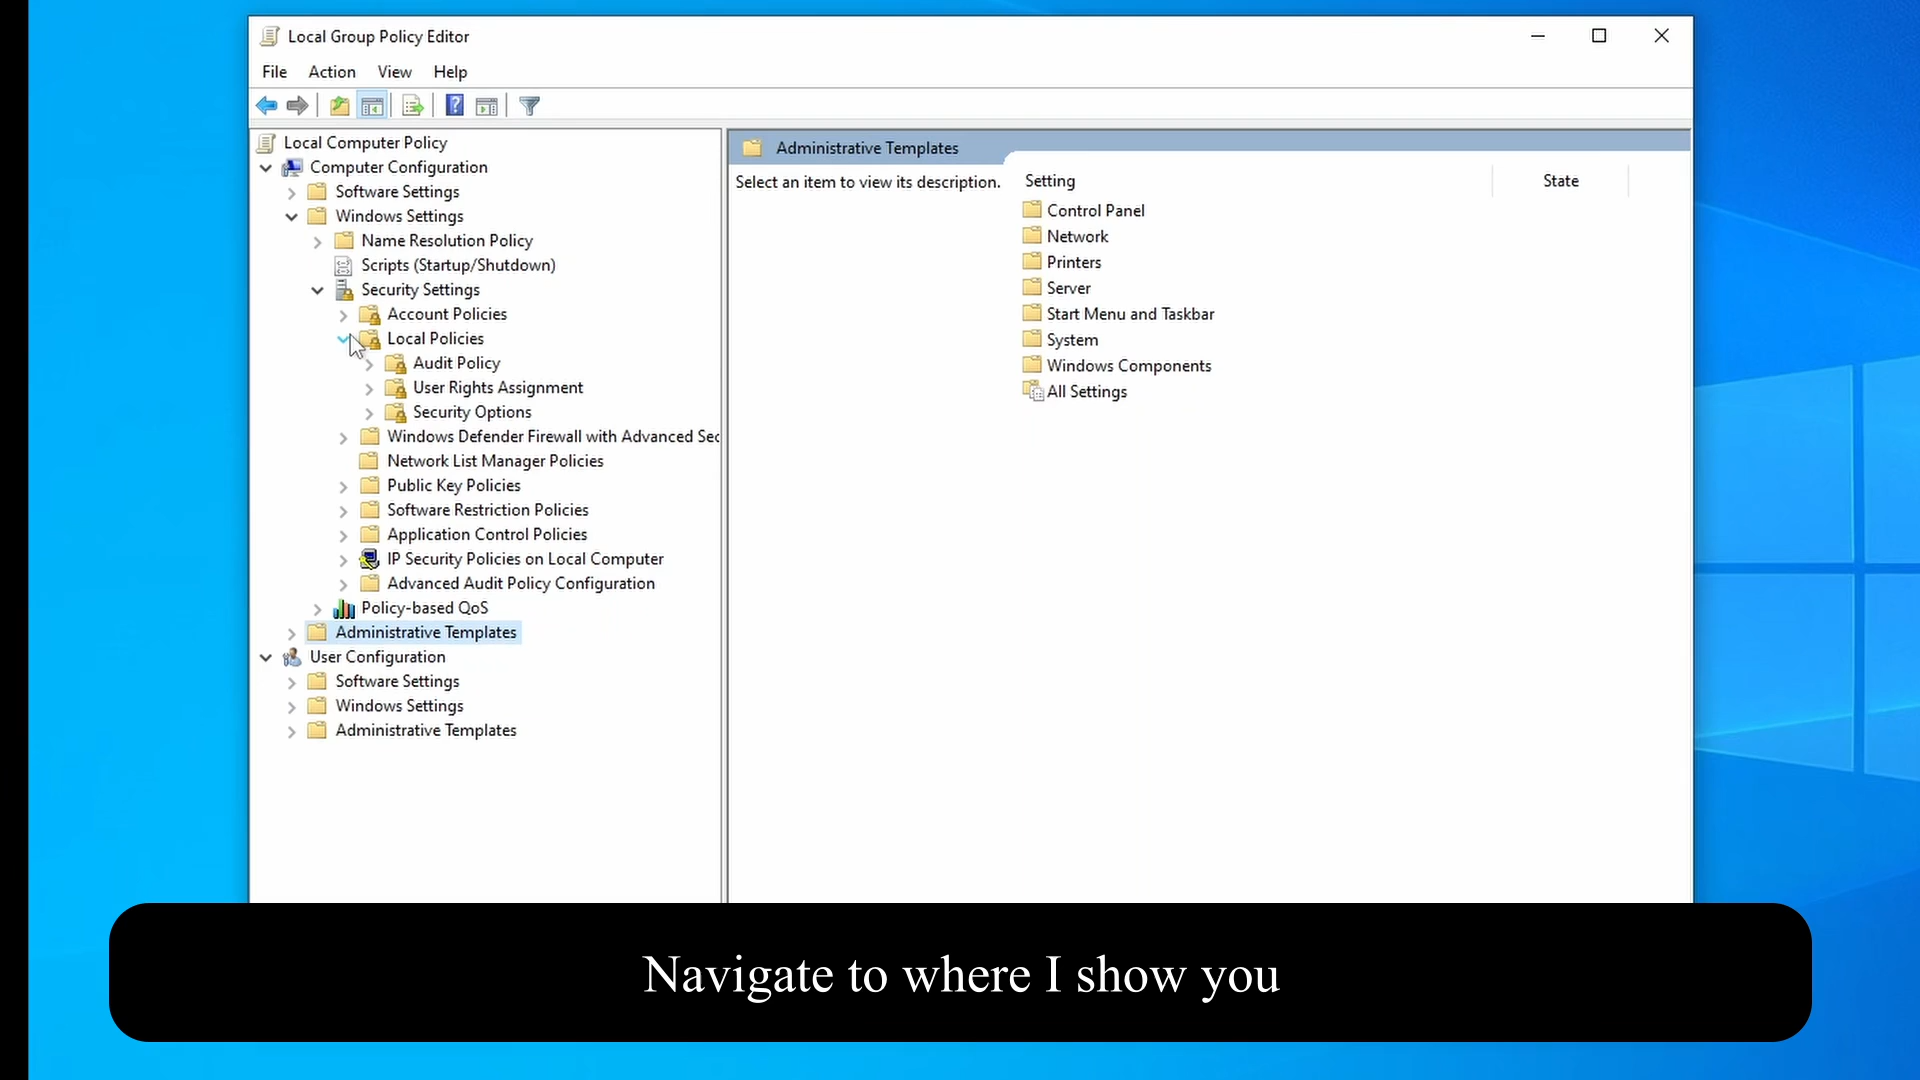 Local Group Policy Editor
File Action View Help
Local Computer Policy
Computer Configuration
Software Settings
Windows Settings
Name Resolution Policy
Scripts (Startup/Shutdown)
Security Settings
Account Policies
Local Policies
Audit Policy
User Rights Assignment
Security Options
Windows Defender Firewall with Advanced Sec
Network List Manager Policies
Public Key Policies
Software Restriction Policies
Application Control Policies
IP Security Policies on Local Computer
Advanced Audit Policy Configuration
Policy-based QoS
Administrative Templates
User Configuration
Software Settings
Windows Settings
Administrative Templates
Administrative Templates
Select an item to view its description.
Setting State
Control Panel
Network
Printers
Server
Start Menu and Taskbar
System
Windows Components
All Settings
Navigate to where I show you